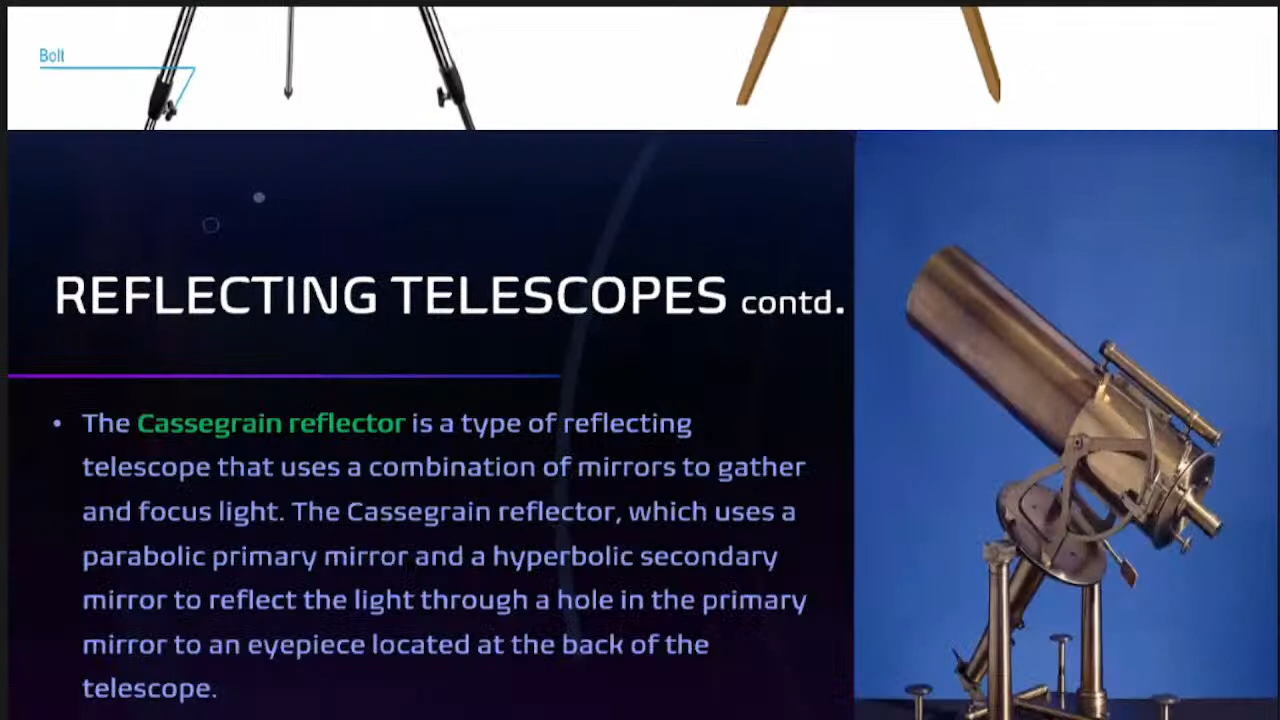 Bolt
REFLECTING TELESCOPES contd.
• The Cassegrain reflector is a type of reflecting
telescope that uses a combination of mirrors to gather
and focus light. The Cassegrain reflector, which uses a
parabolic primary mirror and a hyperbolic secondary
mirror to reflect the light through a hole in the primary
mirror to an eyepiece located at the back of the
telescope.